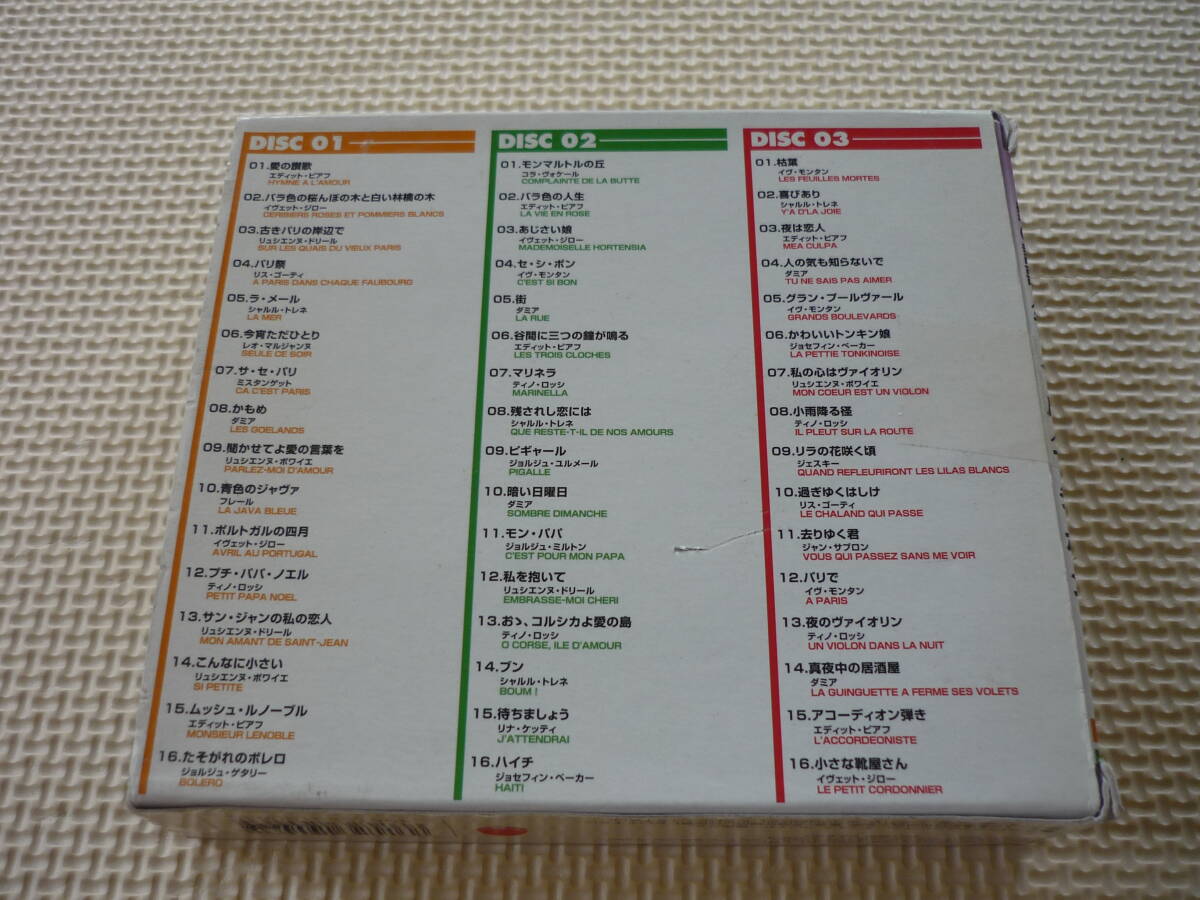 DISC 01
01.愛の讃歌
エディット・ピアフ
HYMNE A L'AMOUR
02.バラ色の桜んぼの木と白い林檎の木
イヴェット・ジロー
CERISIERS ROSES ET POMMIERS BLANCS
03.古きパリの岸辺で
リュシエンヌ・ドリール
SUR LES QUAIS DU VIEUX PARIS
04.パリ祭
リス・ゴーティ
A PARIS DANS CHAQUE FAUBOURG
05.ラ・メール
シャルル・トレネ
LA MER
06.今宵ただひとり
レオ・マルジャンヌ
SEULE CE SOIR
07.サ・セ・パリ
ミスタンゲット
CA C'EST PARIS
08.かもめ
ダミア
LES GOELANDS
09.聞かせてよ愛の言葉を
リュシエンヌ・ボワイエ
PARLEZ-MOI D'AMOUR
10.青色のジャヴァ
フレール
LA JAVA BLEUE
11.ポルトガルの四月
イヴェット・ジロー
AVRIL AU PORTUGAL
12.プチ・パパ・ノエル
ティノ・ロッシ
PETIT PAPA NOEL
13.サン・ジャンの私の恋人
リュシエンヌ・ドリール
MON AMANT DE SAINT-JEAN
14.こんなに小さい
リュシエンヌ・ボワイエ
SI PETITE
15.ムッシュ・ルノーブル
エディット・ピアフ
MONSIEUR LENOBLE
16.たそがれのボレロ
ジョルジュ・ゲタリー
BOLERO
DISC 02
01.モンマルトルの丘
コラ・ヴォケール
COMPLAINTE DE LA BUTTE
02.バラ色の人生
エディット・ピアフ
LA VIE EN ROSE
03.あじさい娘
イヴェット・ジロー
MADEMOISELLE HORTENSIA
04.セ・シ・ボン
イヴ・モンタン
C'EST SI BON
05.街
ダミア
LA RUE
06.谷間に三つの鐘が鳴る
エディット・ピアフ
LES TROIS CLOCHES
07.マリネラ
ティノ・ロッシ
MARINELLA
08.残されし恋には
シャルル・トレネ
QUE RESTE-T-IL DE NOS AMOURS
09.ピギャール
ジョルジュ・ユルメール
PIGALLE
10.暗い日曜日
ダミア
SOMBRE DIMANCHE
11.モン・パパ
ジョルジュ・ミルトン
C'EST POUR MON PAPA
12.私を抱いて
リュシエンヌ・ドリール
EMBRASSE-MOI CHERI
13.おゝ、コルシカよ愛の島
ティノ・ロッシ
O CORSE, ILE D'AMOUR
14.ブン
シャルル・トレネ
BOUM !
15.待ちましょう
リナ・ケッティ
J'ATTENDRAI
16.ハイチ
ジョセフィン・ベーカー
HAITI
DISC 03
01.枯葉
イヴ・モンタン
LES FEUILLES MORTES
02.喜びあり
シャルル・トレネ
Y'A D'LA JOIE
03.夜は恋人
エディット・ピアフ
MEA CULPA
04.人の気も知らないで
ダミア
TU NE SAIS PAS AIMER
05.グラン・ブールヴァール
イヴ・モンタン
GRANDS BOULEVARDS
06.かわいいトンキン娘
ジョセフィン・ベーカー
LA PETTIE TONKINOISE
07.私の心はヴァイオリン
リュシエンヌ・ボワイエ
MON COEUR EST UN VIOLON
08.小雨降る径
ティノ・ロッシ
IL PLEUT SUR LA ROUTE
09.リラの花咲く頃
ジェスキー
QUAND REFLEURIRONT LES LILAS BLANCS
10.過ぎゆくはしけ
リス・ゴーティ
LE CHALAND QUI PASSE
11.去りゆく君
ジャン・サブロン
VOUS QUI PASSEZ SANS ME VOIR
12.パリで
イヴ・モンタン
A PARIS
13.夜のヴァイオリン
ティノ・ロッシ
UN VIOLON DANS LA NUIT
14.真夜中の居酒屋
ダミア
LA GUINGUETTE A FERME SES VOLETS
15.アコーディオン弾き
エディット・ピアフ
L'ACCORDEONISTE
16.小さな靴屋さん
イヴェット・ジロー
LE PETIT CORDONNIER